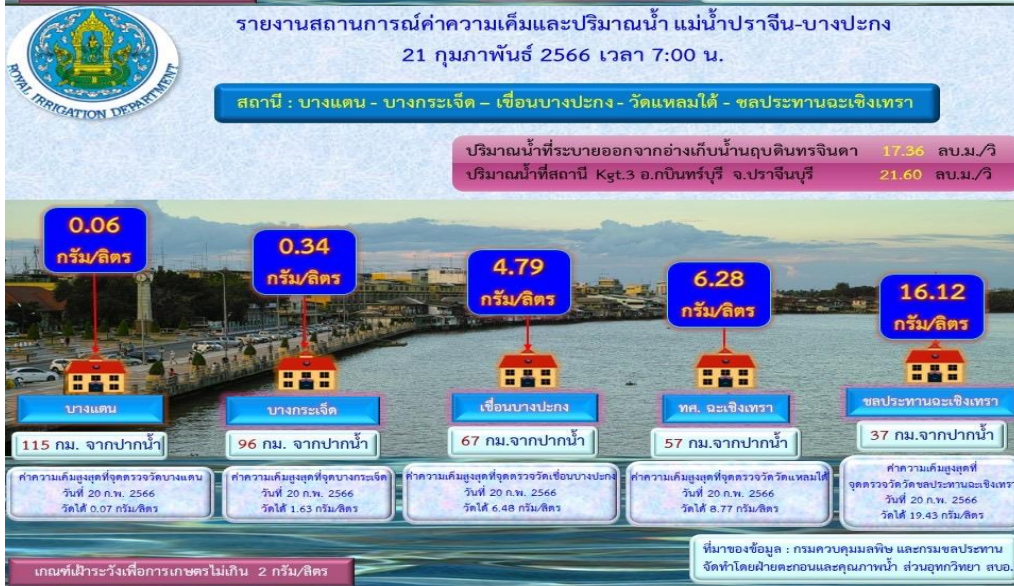 รายงานสถานการณ์ค่าความเค็มและปริมาณน้ำ แม่น้ำปราจีน-บางปะกง
21 กุมภาพันธ์ 2566 เวลา 7:00 น.
ROYAL IRRIGATION DEPARTMENT
สถานี : บางแตน - บางกระเจ็ด – เขื่อนบางปะกง - วัดแหลมใต้ - ชลประทานฉะเชิงเทรา
ปริมาณน้ำที่ระบายออกจากอ่างเก็บน้ำนฤบดินทรจินดา 17.36 ลบ.ม./วิ
ปริมาณน้ำที่สถานี Kgt.3 อ.กบินทร์บุรี จ.ปราจีนบุรี 21.60 ลบ.ม./วิ
0.06
กรัม/ลิตร
บางแตน
115 กม. จากปากน้ำ
ค่าความเค็มสูงสุดที่จุดตรวจวัดบางแตน
วันที่ 20 ก.พ. 2566
วัดได้ 0.07 กรัม/ลิตร
0.34
กรัม/ลิตร
บางกระเจ็ด
96 กม. จากปากน้ำ
ค่าความเค็มสูงสุดที่จุดบางกระเจ็ด
วันที่ 20 ก.พ. 2566
วัดได้ 1.63 กรัม/ลิตร
4.79
กรัม/ลิตร
เขื่อนบางปะกง
67 กม.จากปากน้ำ
ค่าความเค็มสูงสุดที่จุดตรวจวัดเขื่อนบางปะกง
วันที่ 20 ก.พ. 2566
วัดได้ 6.48 กรัม/ลิตร
6.28
กรัม/ลิตร
ทศ. ฉะเชิงเทรา
57 กม.จากปากน้ำ
ค่าความเค็มสูงสุดที่จุดตรวจวัดวัดแหลมใต้
วันที่ 20 ก.พ. 2566
วัดได้ 8.77 กรัม/ลิตร
16.12
กรัม/ลิตร
ชลประทานฉะเชิงเทรา
37 กม.จากปากน้ำ
ค่าความเค็มสูงสุดที่
จุดตรวจวัดวัดชลประทานฉะเชิงเทรา
วันที่ 20 ก.พ. 2566
วัดได้ 19.43 กรัม/ลิตร
เกณฑ์เฝ้าระวังเพื่อการเกษตรไม่เกิน 2 กรัม/ลิตร
ที่มาของข้อมูล : กรมควบคุมมลพิษ และกรมชลประทาน
จัดทำโดยฝ่ายตะกอนและคุณภาพน้ำ ส่วนอุทกวิทยา สบอ.